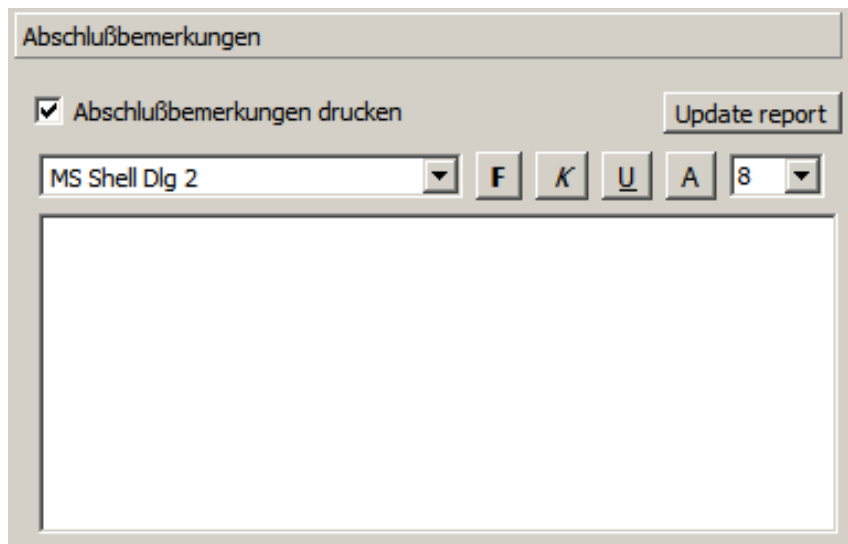 Abschlußbemerkungen
Abschlußbemerkungen drucken Update report
MS Shell Dlg 2 F K U A 8